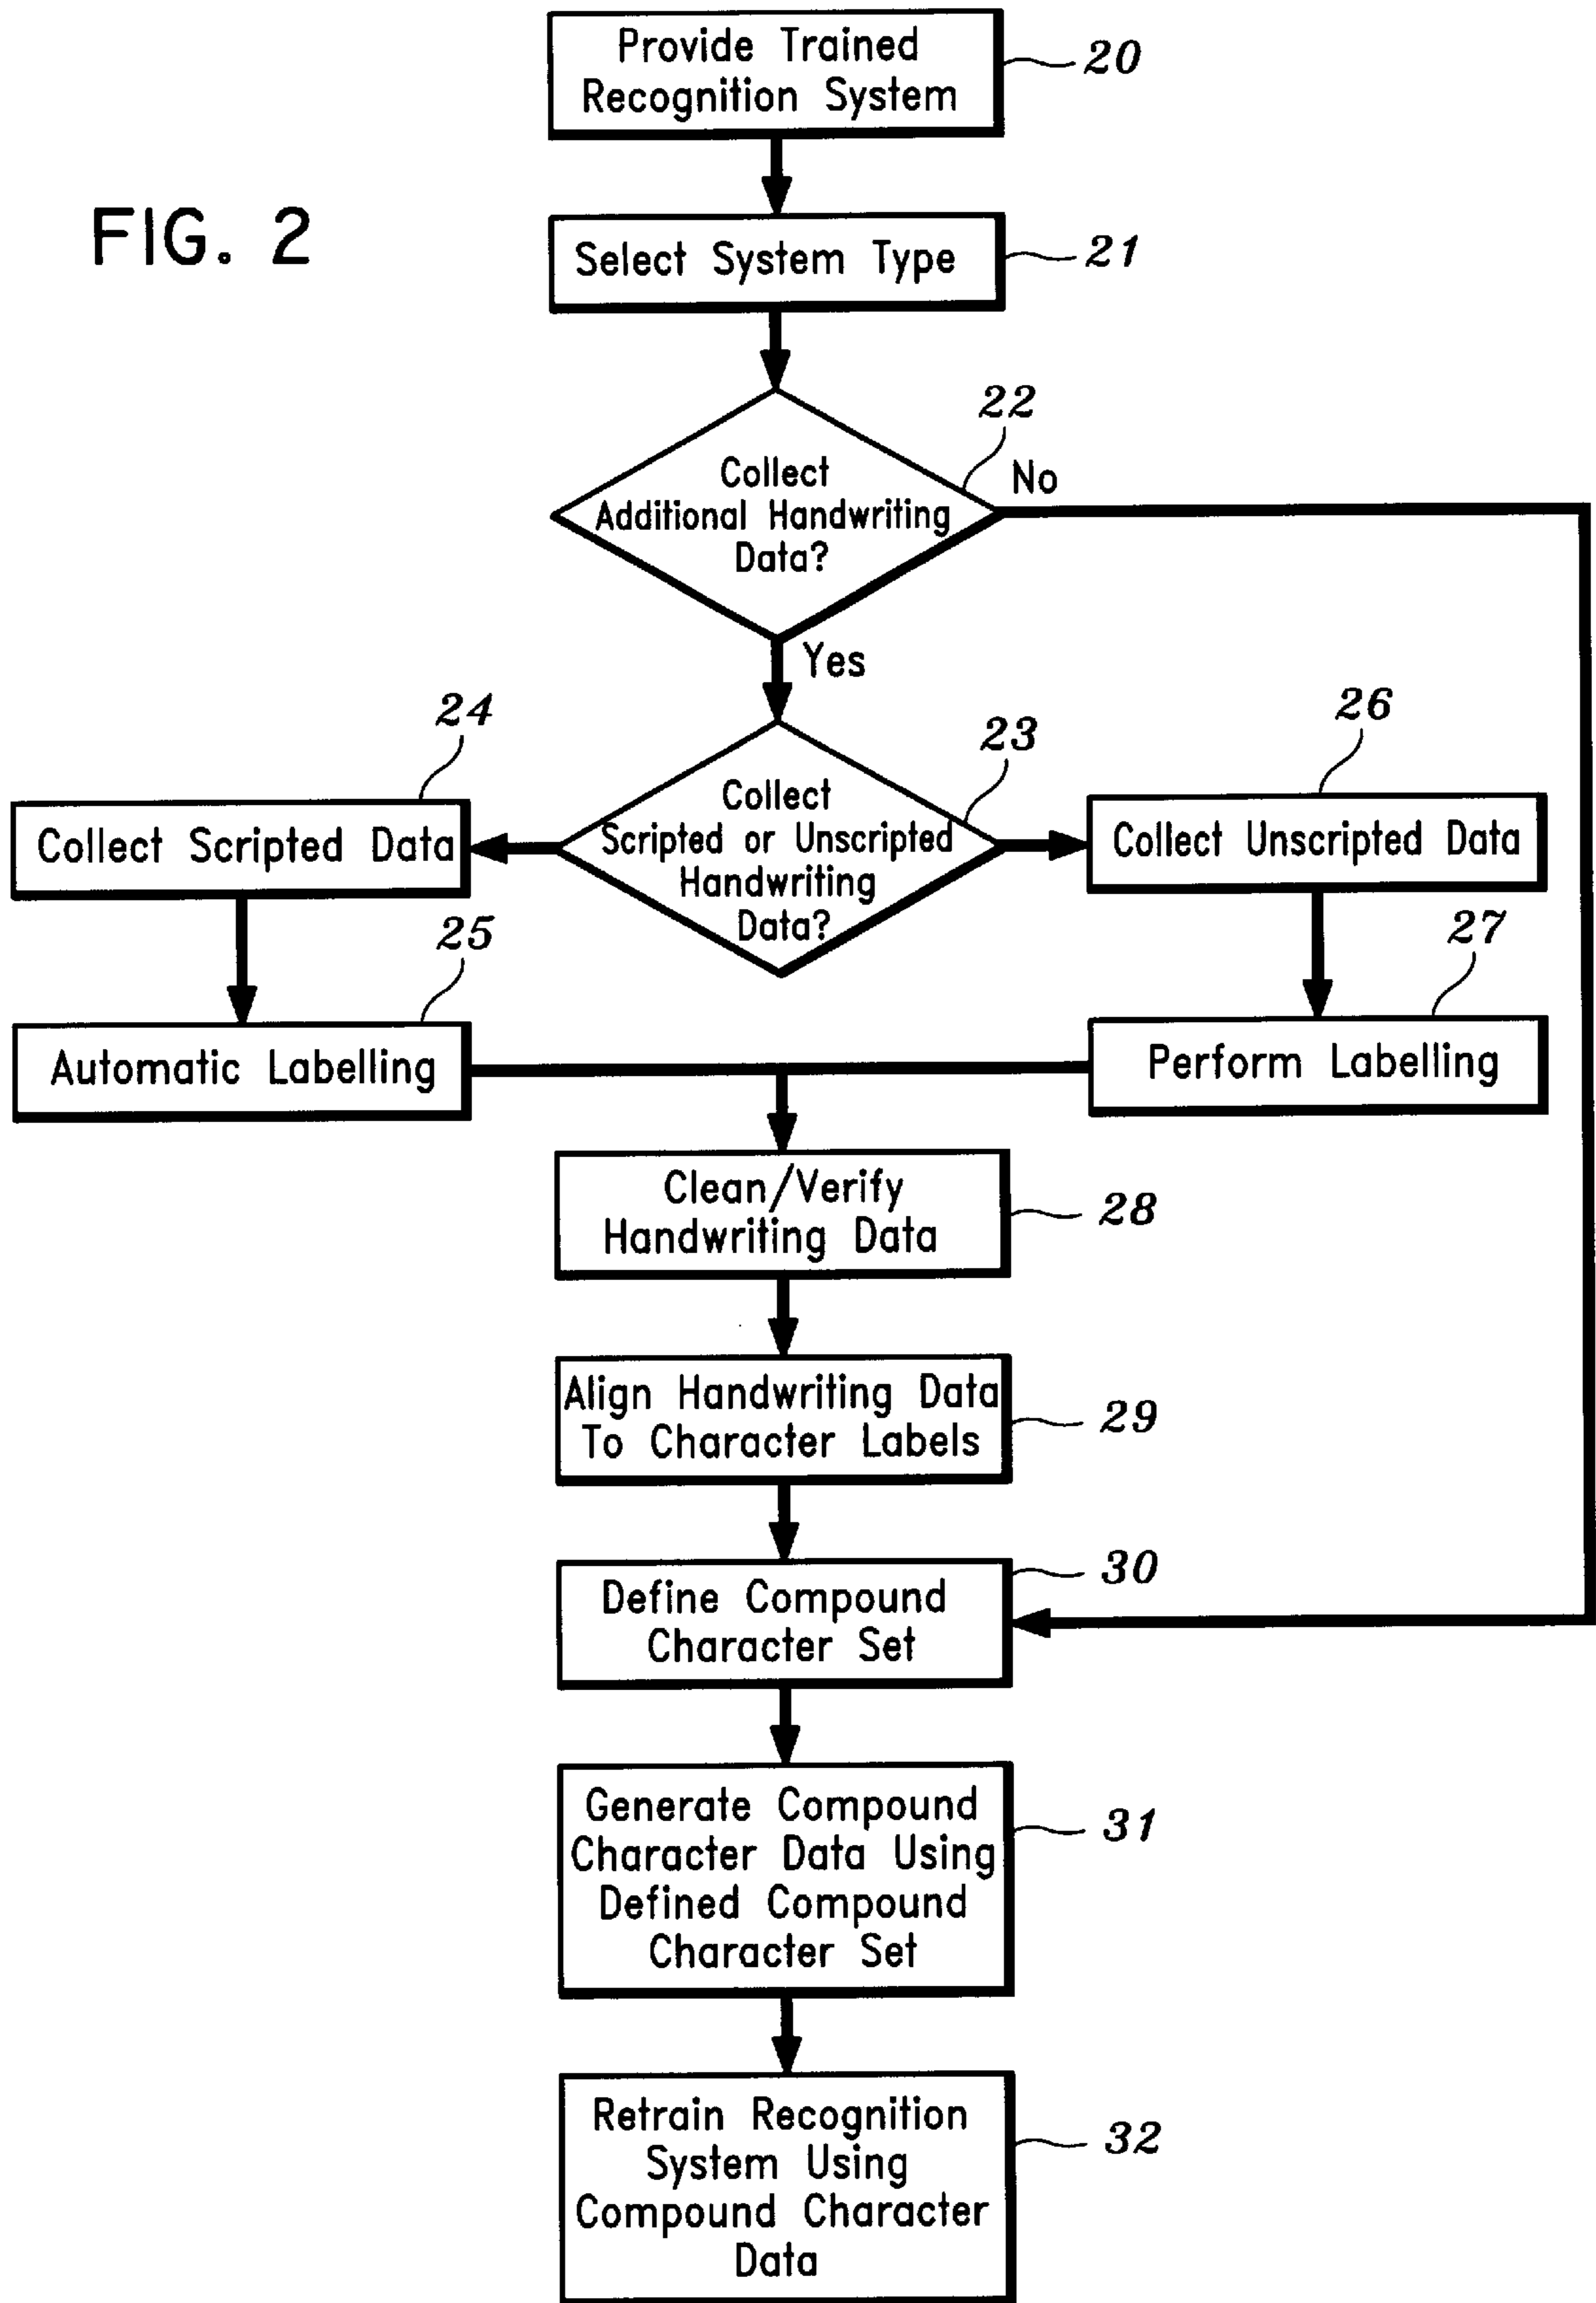 Provide Trained
Recognition System
20
FIG. 2
Select System Type
21
22
Collect
Additional Handwriting
Data?
No
Yes
24
23
26
Collect Scripted Data
Collect
Scripted or Unscripted
Handwriting
Data?
Collect Unscripted Data
25
27
Automatic Labelling
Perform Labelling
Clean/Verify
Handwriting Data
28
Align Handwriting Data
To Character Labels
29
Define Compound
Character Set
30
Generate Compound
Character Data Using
Defined Compound
Character Set
31
Retrain Recognition
System Using
Compound Character
Data
32